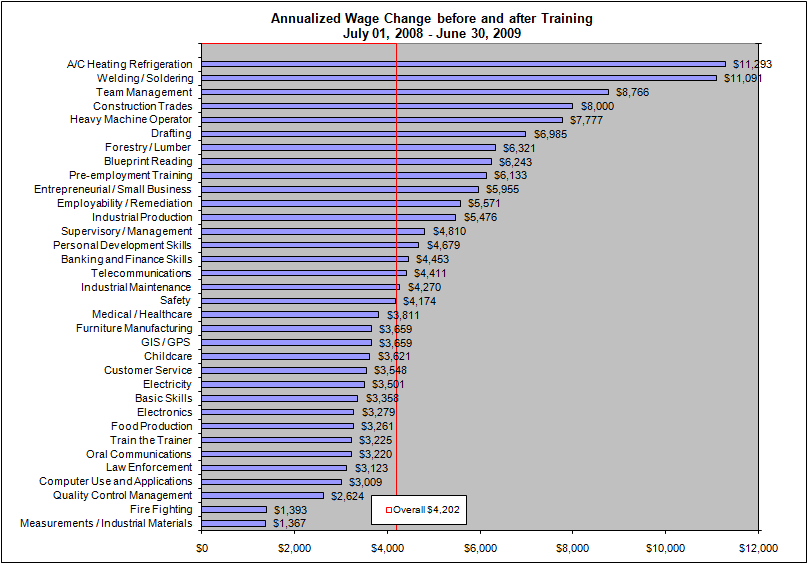 Annualized Wage Change before and after Training
July 01, 2008 - June 30, 2009
A/C Heating Refrigeration $11,293
Welding / Soldering $11,091
Team Management $8,766
Construction Trades $8,000
Heavy Machine Operator $7,777
Drafting $6,985
Forestry / Lumber $6,321
Blueprint Reading $6,243
Pre-employment Training $6,133
Entrepreneurial / Small Business $5,955
Employability / Remediation $5,571
Industrial Production $5,476
Supervisory / Management $4,810
Personal Development Skills $4,679
Banking and Finance Skills $4,453
Telecommunications $4,411
Industrial Maintenance $4,270
Safety $4,174
Medical / Healthcare $3,811
Furniture Manufacturing $3,659
GIS / GPS $3,659
Childcare $3,621
Customer Service $3,548
Electricity $3,501
Basic Skills $3,358
Electronics $3,279
Food Production $3,261
Train the Trainer $3,225
Oral Communications $3,220
Law Enforcement $3,123
Computer Use and Applications $3,009
Quality Control Management $2,624
Fire Fighting $1,393
Overall $4,202
Measurements / Industrial Materials $1,367
$0 $2,000 $4,000 $6,000 $8,000 $10,000 $12,000